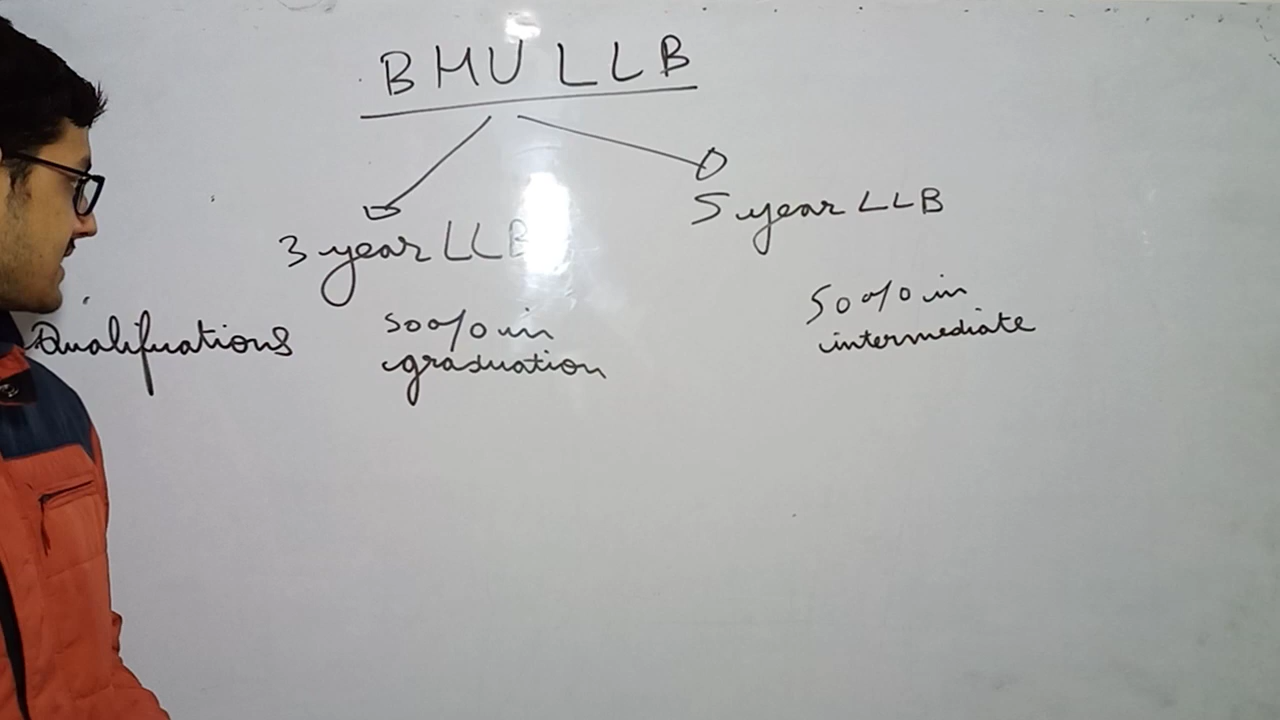 BHU LLB
3 year LLB
5 year LLB
Qualifications
50% in
graduation
50% in
intermediate